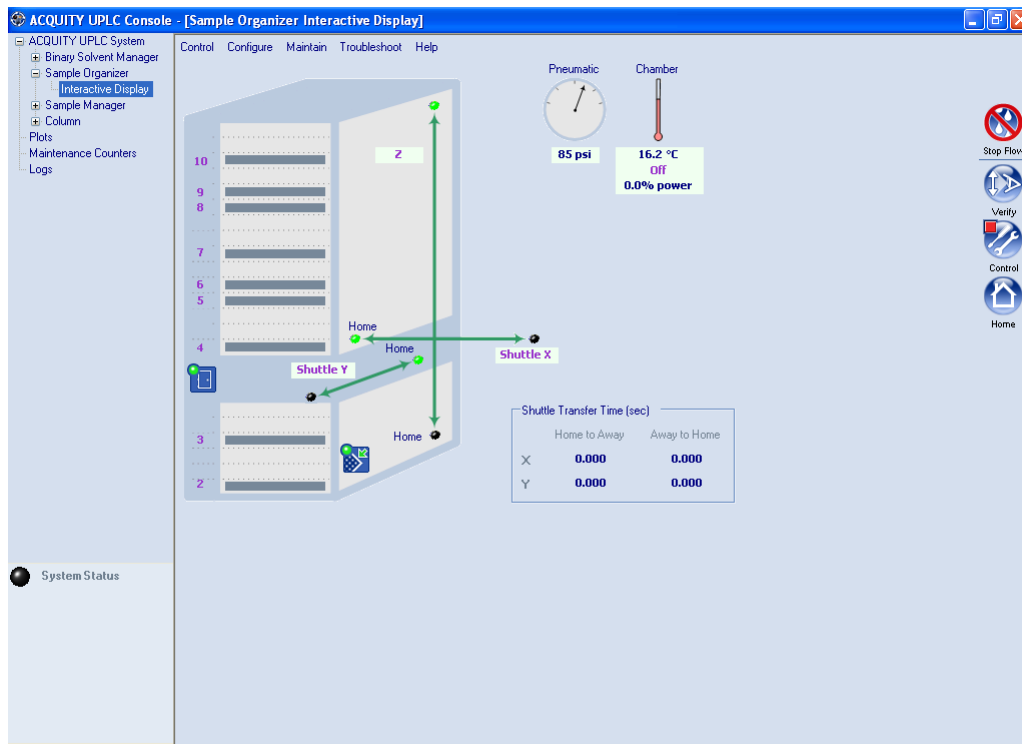 ACQUITY UPLC Console - [Sample Organizer Interactive Display]
ACQUITY UPLC System
Binary Solvent Manager
Sample Organizer
Interactive Display
Sample Manager
Column
Plots
Maintenance Counters
Logs
System Status
Control Configure Maintain Troubleshoot Help
10
9
8
7
6
5
4
3
2
Z
Home
Shuttle X
Home
Shuttle Y
Home
Pneumatic
85 psi
Chamber
16.2 °C
Off
0.0% power
Shuttle Transfer Time (sec)
Home to Away Away to Home
X 0.000 0.000
Y 0.000 0.000
Stop Flow
Verify
Control
Home